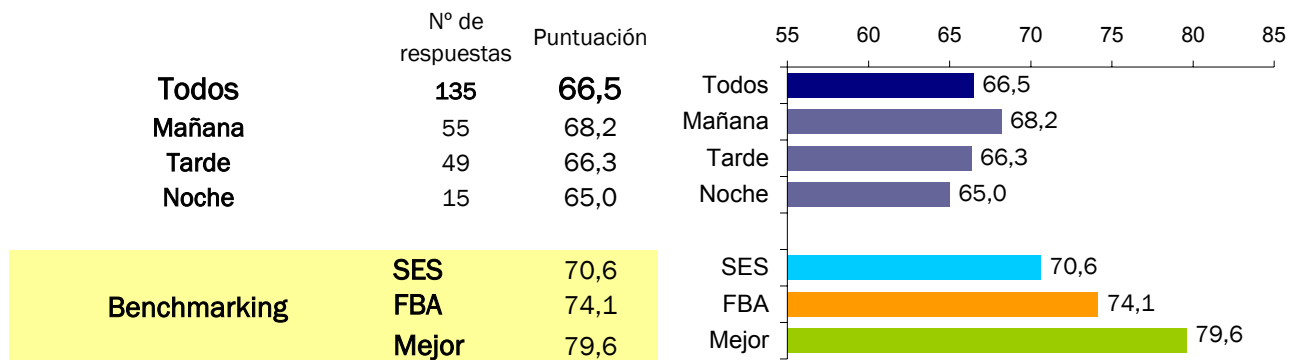 Nº de respuestas Puntuación
Todos 135 66,5
Mañana 55 68,2
Tarde 49 66,3
Noche 15 65,0
Benchmarking
SES 70,6
FBA 74,1
Mejor 79,6
55 60 65 70 75 80 85
Todos 66,5
Mañana 68,2
Tarde 66,3
Noche 65,0
SES 70,6
FBA 74,1
Mejor 79,6